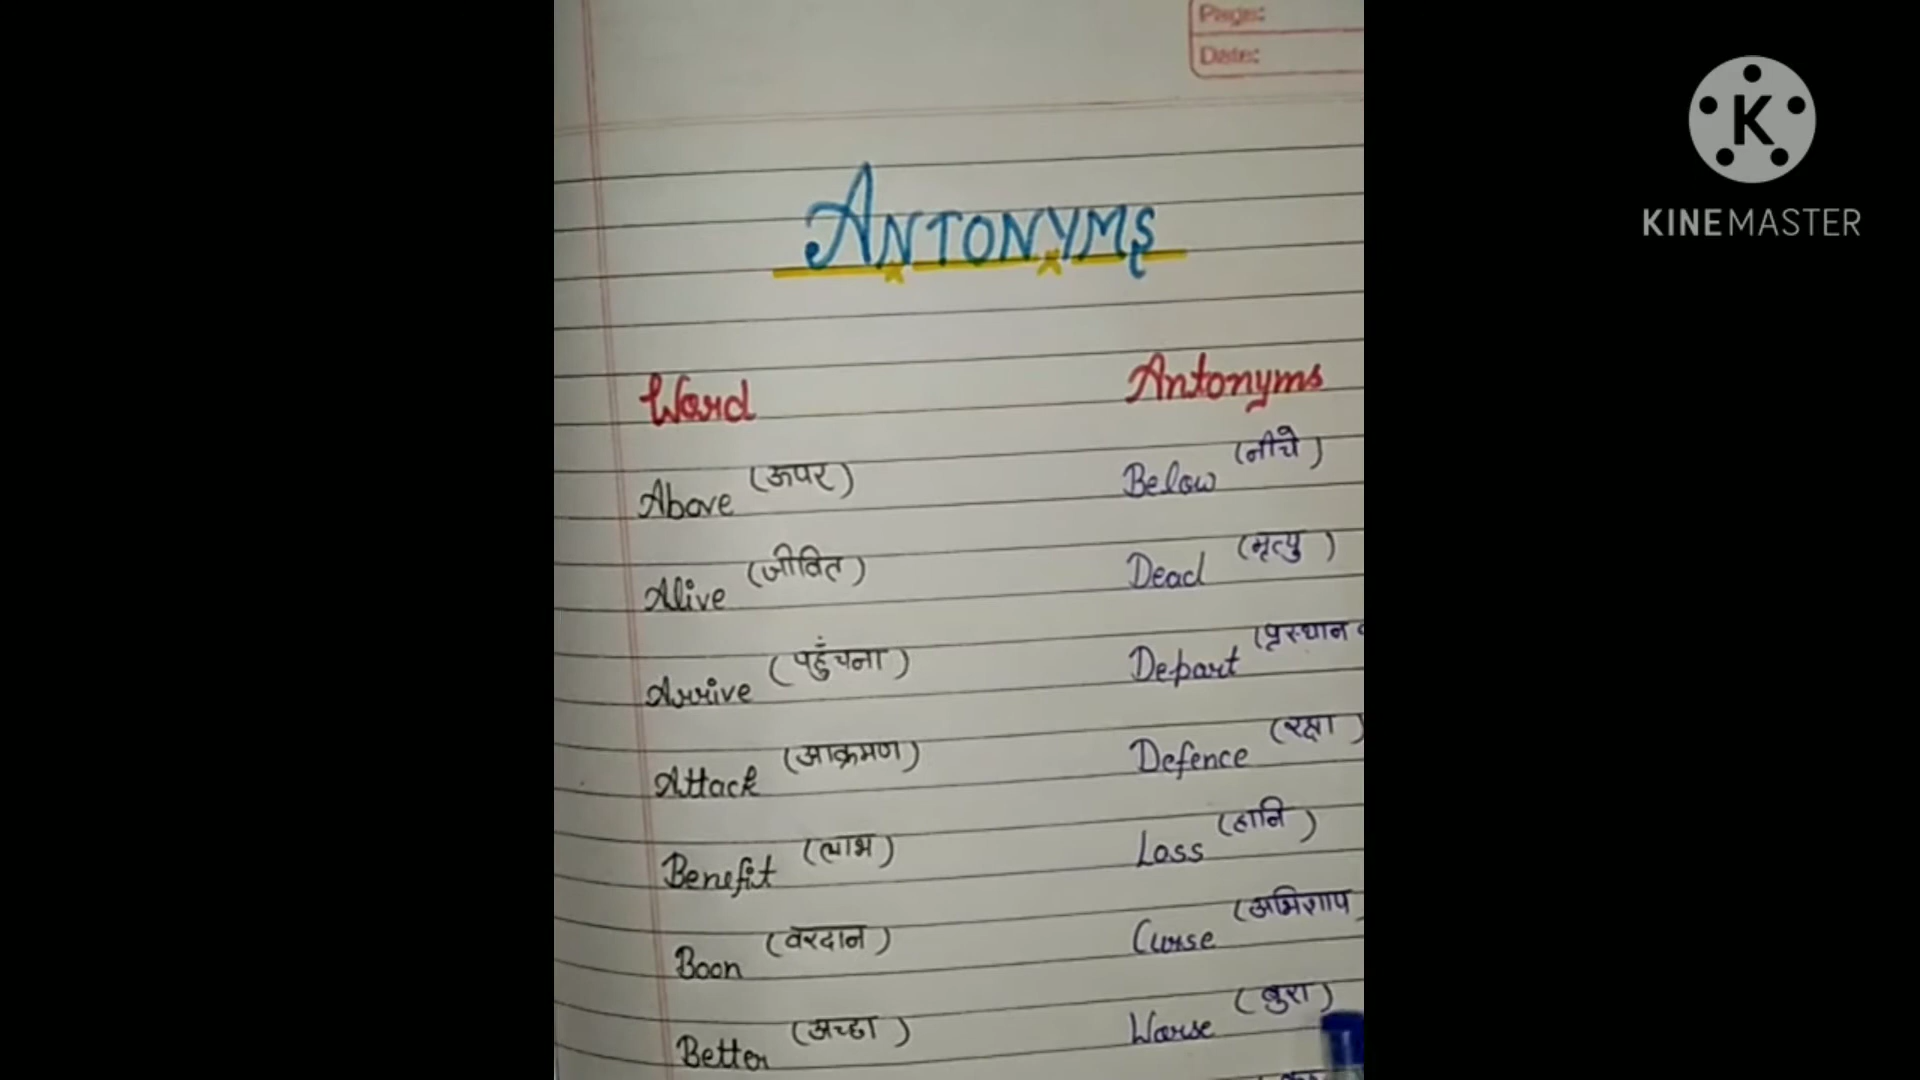 Page:
Date:
K
KINEMASTER
ANTONYMS
Word Antonyms
Above (ऊपर) Below (नीचे)
Alive (जीवित) Dead (मृत्यु)
Arrive (पहुंँचना) Depart (प्रस्थान
Attack (आक्रमण) Defence (रक्षा)
Benefit (लाभ) Loss (हानि)
Boon (वरदान) Curse (अभिशाप)
Better (अच्छा) Worse (बुरा)